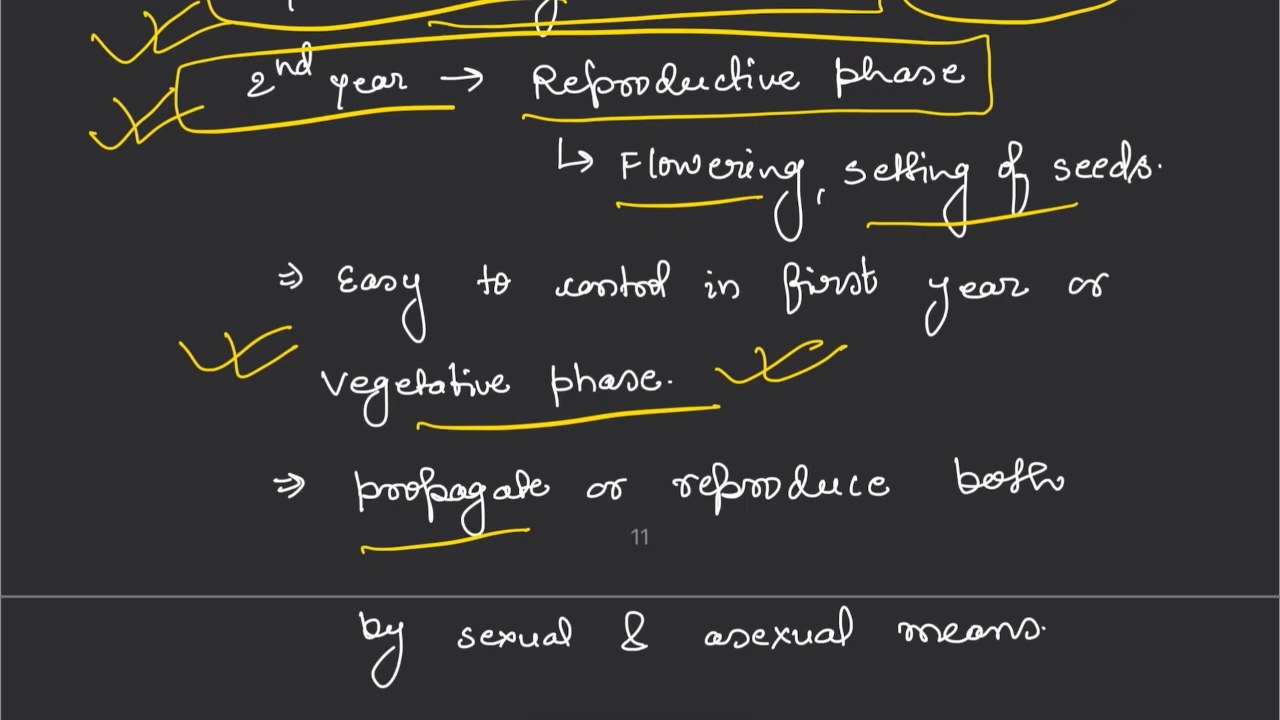 2nd year → Reproductive phase
↳ Flowering, setting of seeds.
⇒ Easy to control in first year or
vegetative phase.
⇒ propagate or reproduce both
11
by sexual & asexual means.